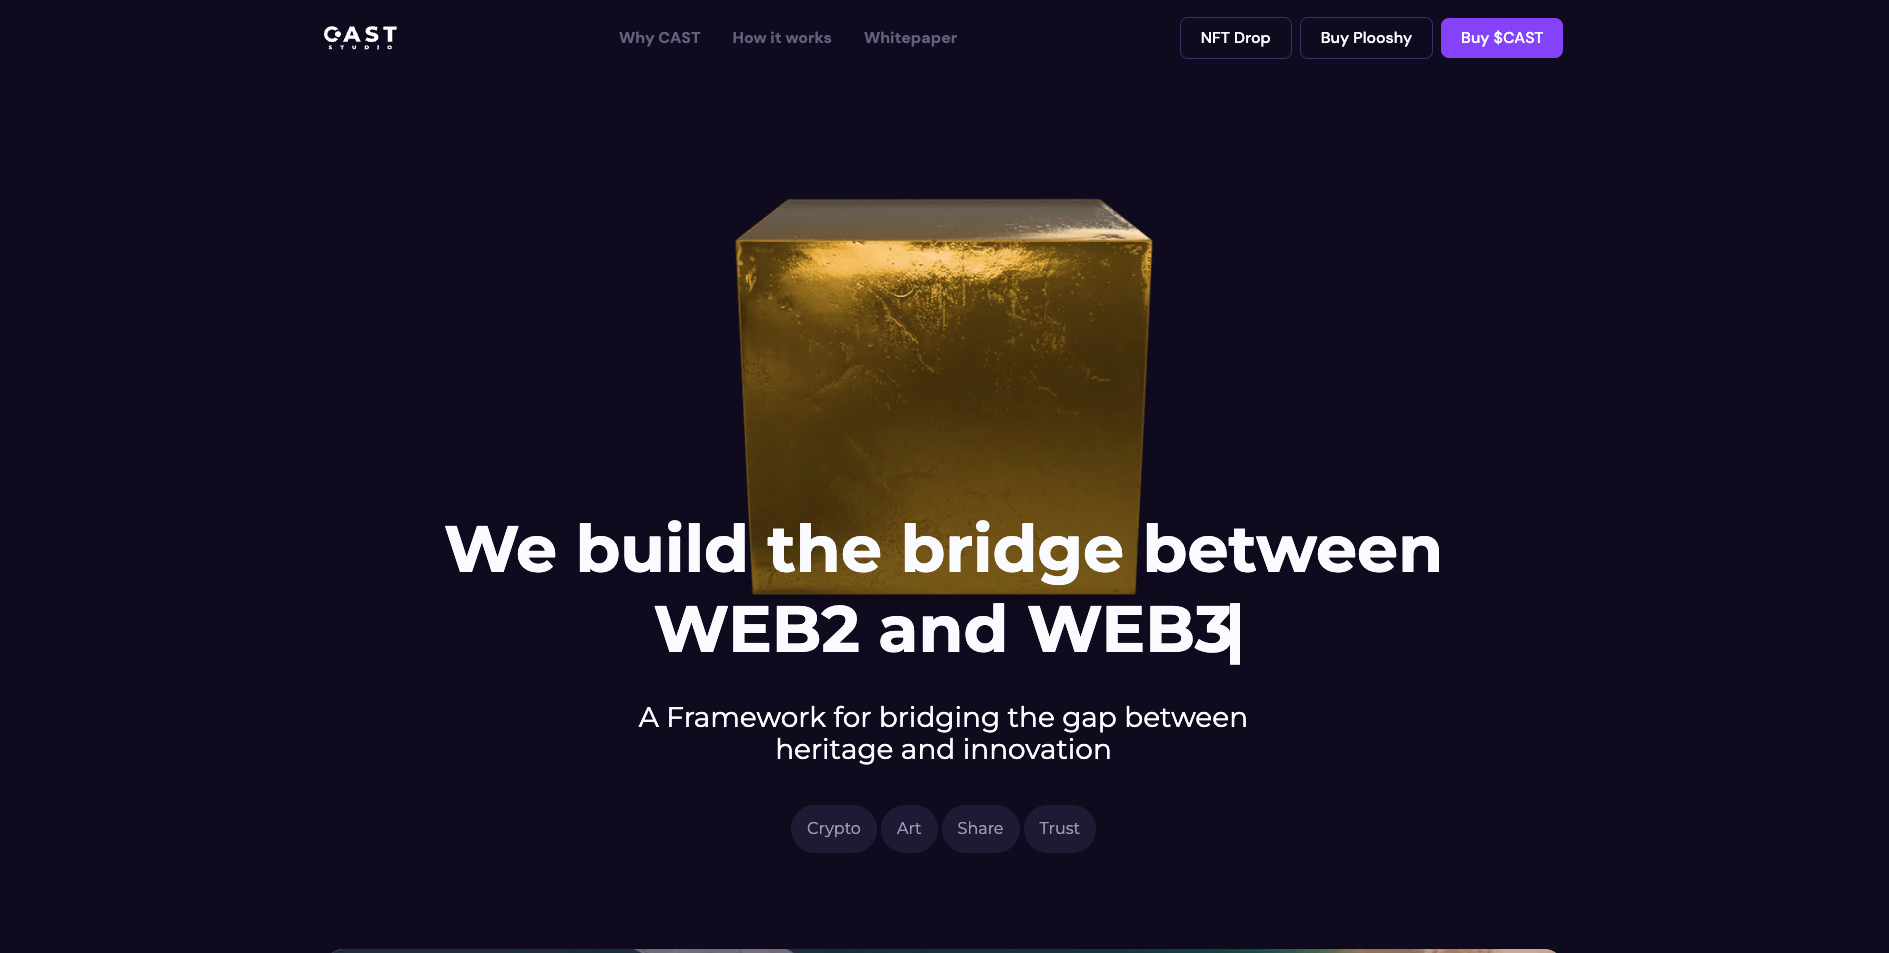 CAST
STUDIO
Why CAST
How it works
Whitepaper
NFT Drop
Buy Plooshy
Buy $CAST
We build the bridge between
WEB2 and WEB3
A Framework for bridging the gap between
heritage and innovation
Crypto
Art
Share
Trust